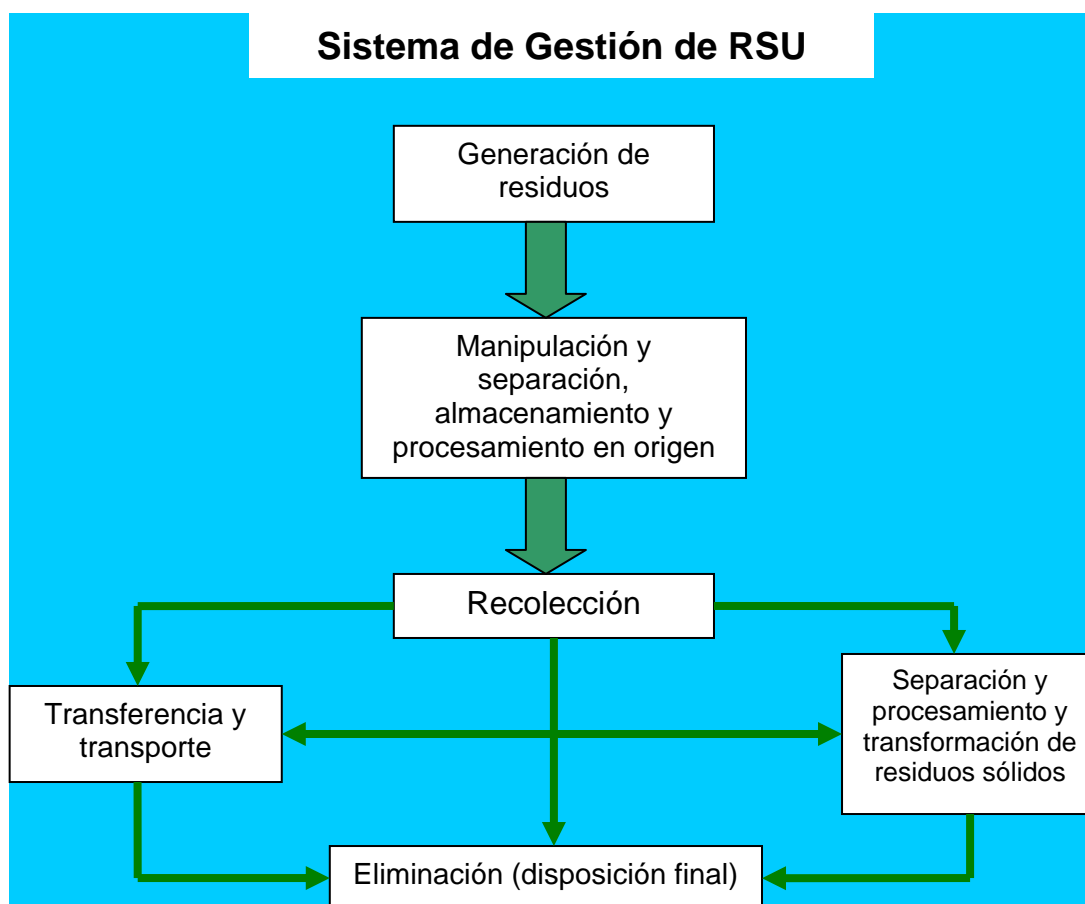 Sistema de Gestión de RSU
Generación de
residuos
Manipulación y
separación,
almacenamiento y
procesamiento en origen
Recolección
Transferencia y
transporte
Separación y
procesamiento y
transformación de
residuos sólidos
Eliminación (disposición final)